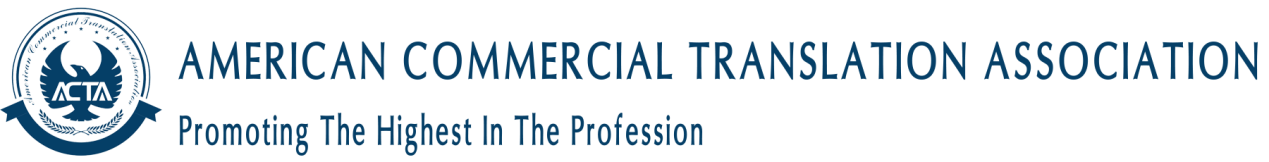 American Commercial Translation Association
ACTA
AMERICAN COMMERCIAL TRANSLATION ASSOCIATION
Promoting The Highest In The Profession